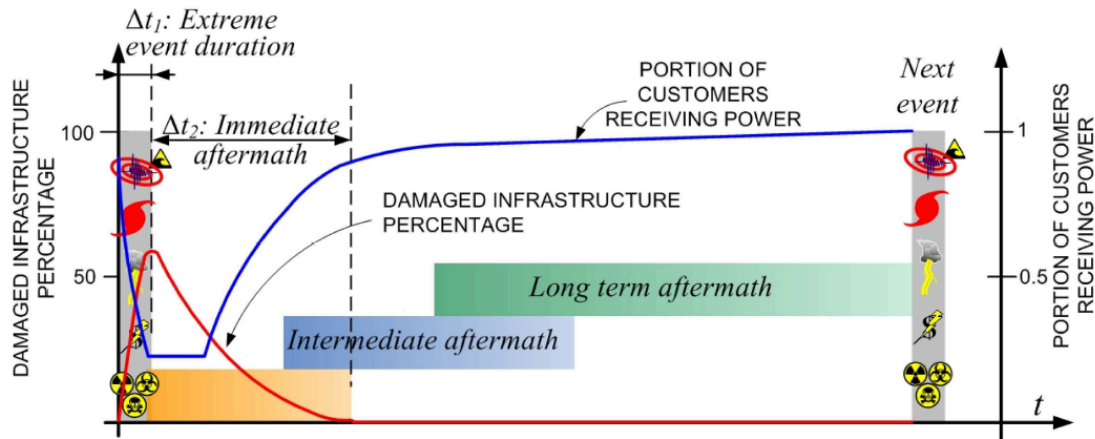 Δt₁: Extreme
event duration
DAMAGED INFRASTRUCTURE
PERCENTAGE
100
50
Δt₂: Immediate
aftermath
PORTION OF
CUSTOMERS
RECEIVING POWER
DAMAGED INFRASTRUCTURE
PERCENTAGE
Long term aftermath
Intermediate aftermath
Next
event
1
0.5
PORTION OF CUSTOMERS
RECEIVING POWER
$
$
t